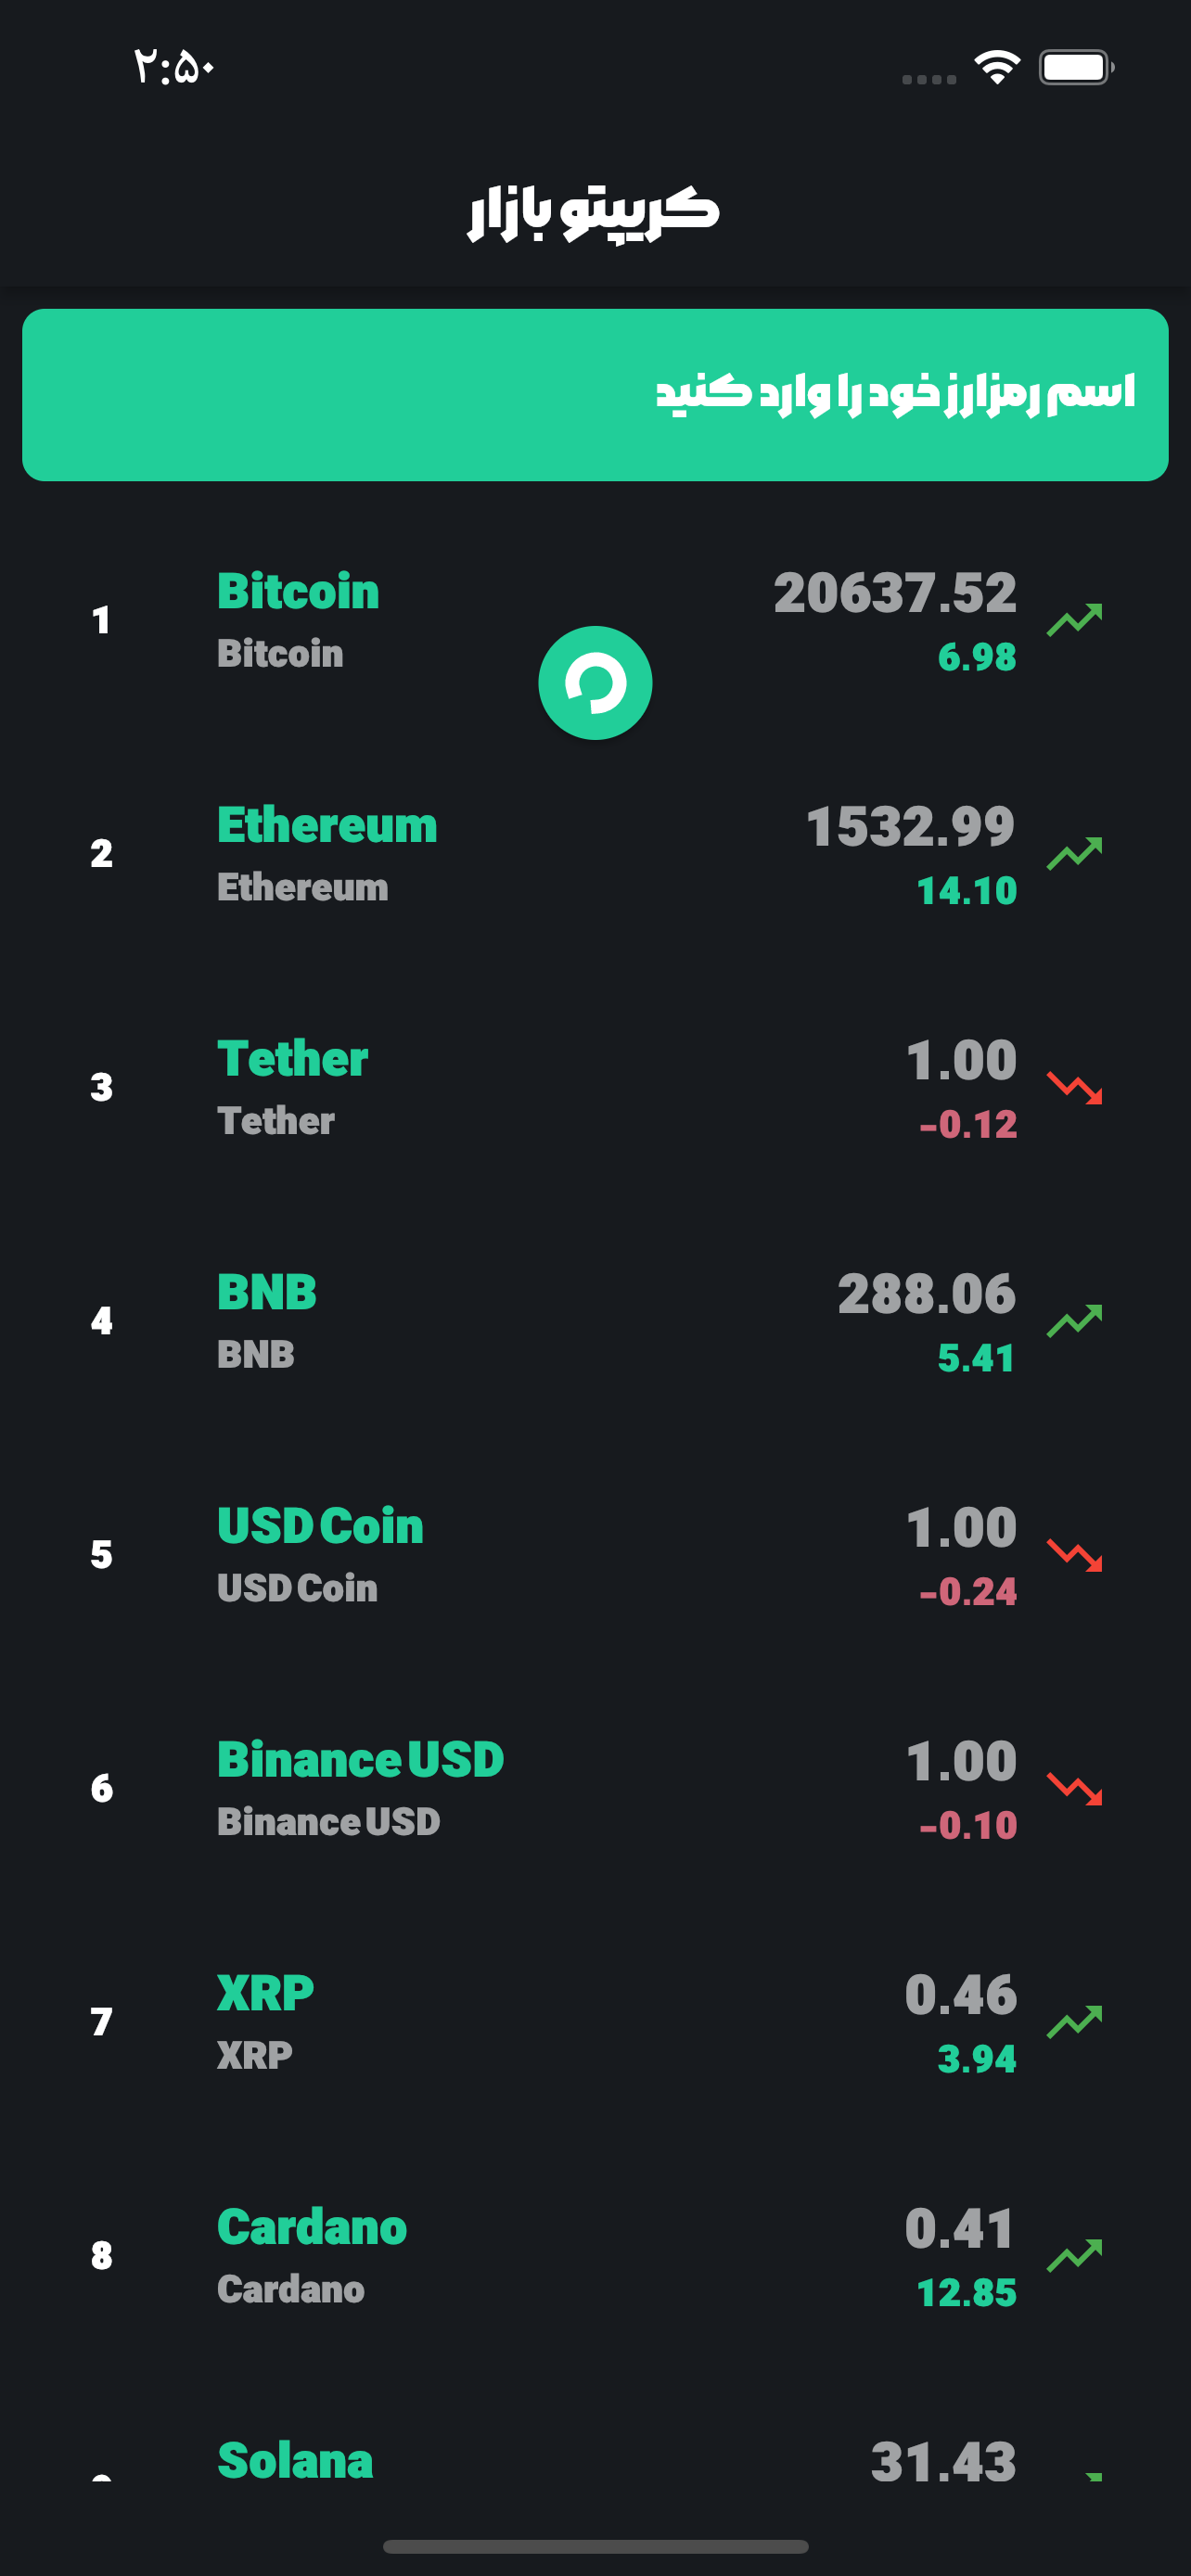 ۲:۵۰
کریپتو بازار
اسم رمزارز خود را وارد کنید
1
Bitcoin
Bitcoin
20637.52
6.98
2
Ethereum
Ethereum
1532.99
14.10
3
Tether
Tether
1.00
-0.12
4
BNB
BNB
288.06
5.41
5
USD Coin
USD Coin
1.00
-0.24
6
Binance USD
Binance USD
1.00
-0.10
7
XRP
XRP
0.46
3.94
8
Cardano
Cardano
0.41
12.85
Solana
31.43